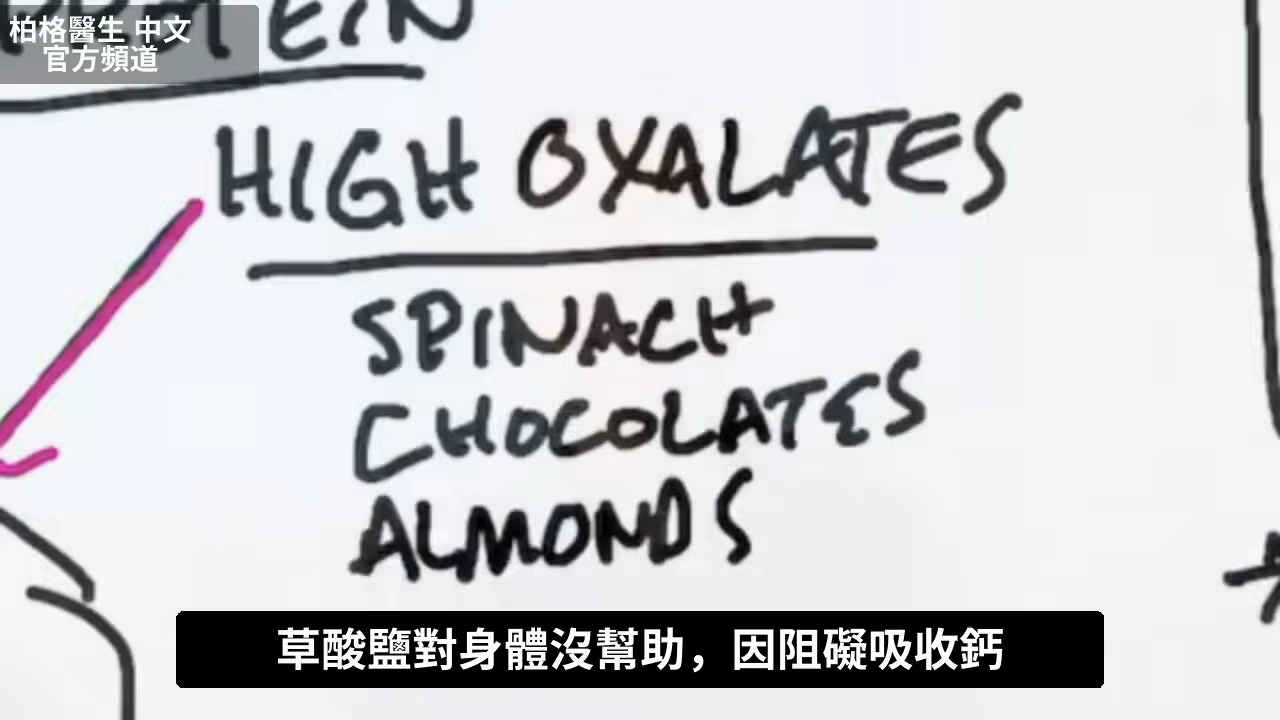 柏格醫生 中文
官方頻道
PROTEIN
HIGH OXALATES
SPINACH
CHOCOLATES
ALMONDS
草酸鹽對身體沒幫助，因阻礙吸收鈣